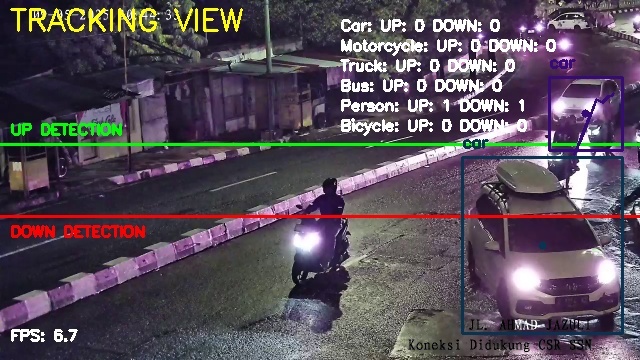 TRACKING VIEW
Car: UP: 0 DOWN: 0
Motorcycle: UP: 0 DOWN: 0
Truck: UP: 0 DOWN: 0
Bus: UP: 0 DOWN: 0
Person: UP: 1 DOWN: 1
Bicycle: UP: 0 DOWN: 0
car
UP DETECTION
car
DOWN DETECTION
FPS: 6.7
JL. AHMAD JAZULI
Koneksi Didukung CSR SSN